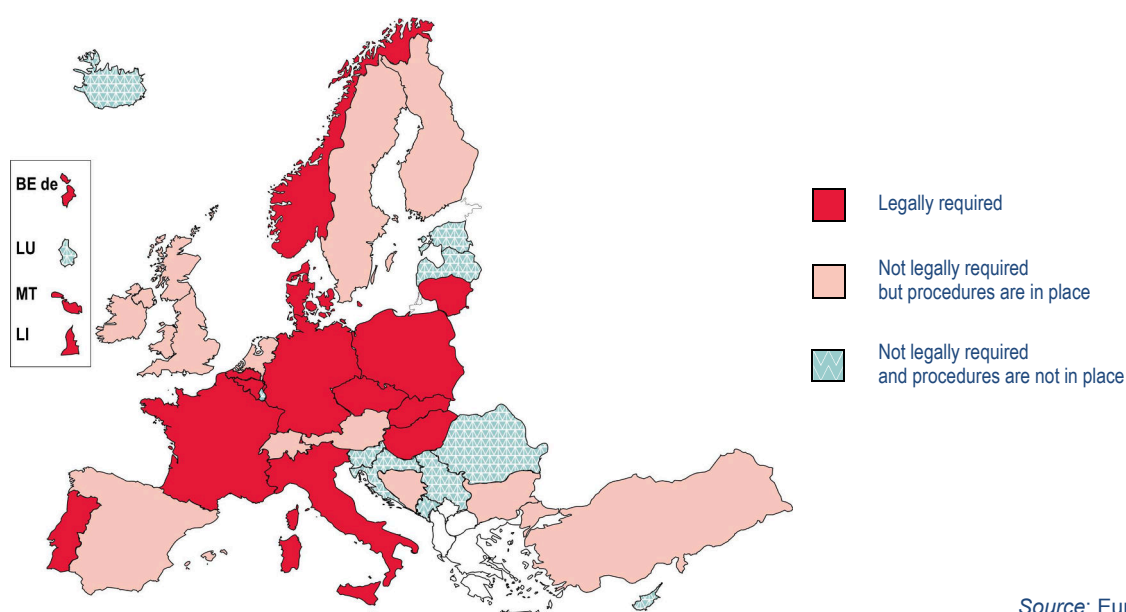 BE de
LU
MT
LI
Legally required
Not legally required
but procedures are in place
Not legally required
and procedures are not in place
Source: Eur